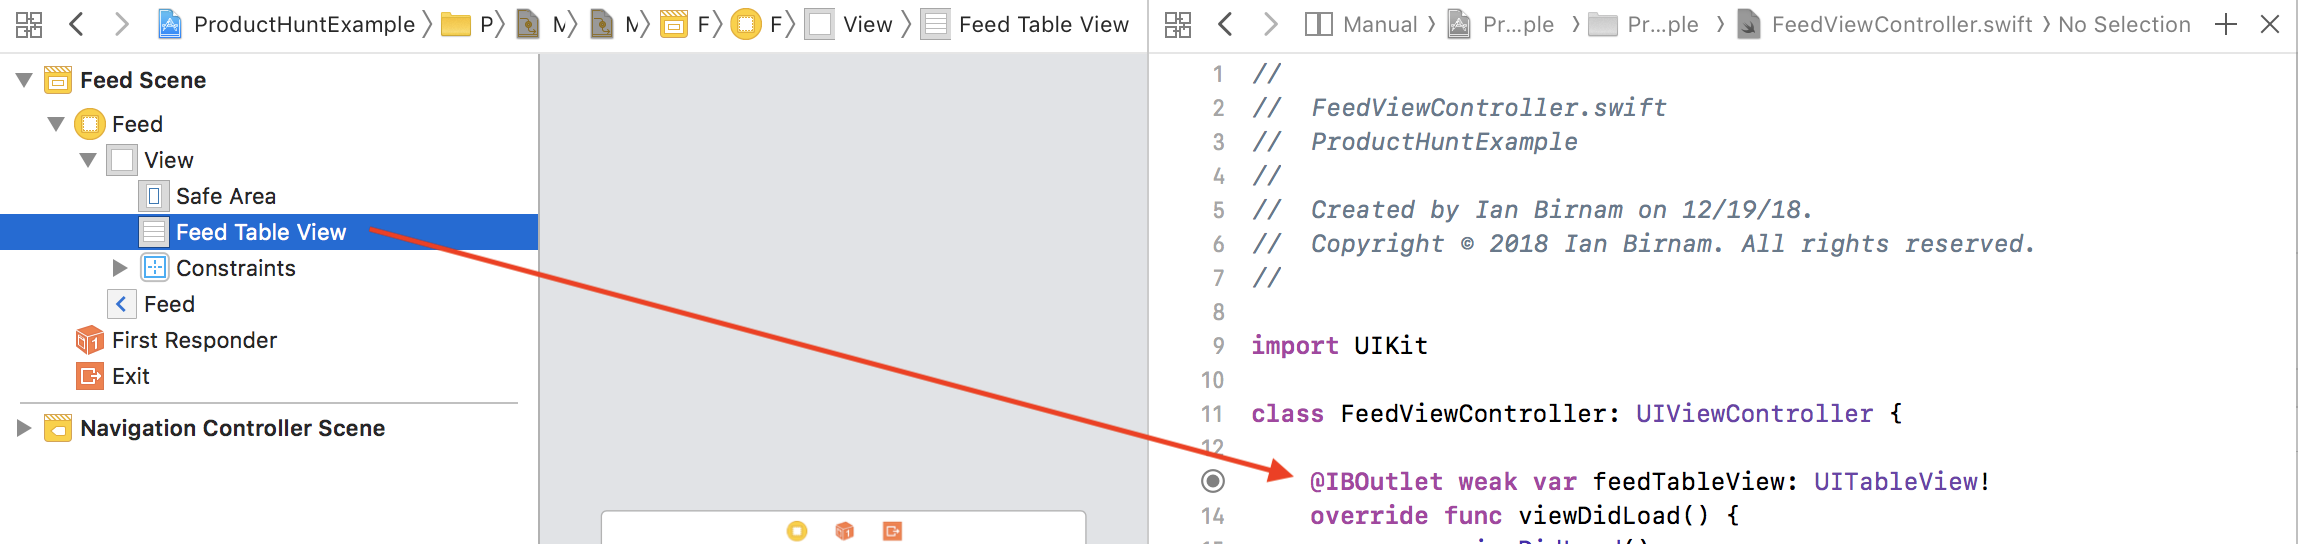 ProductHuntExample P M M F F View Feed Table View
Feed Scene
Feed
View
Safe Area
Feed Table View
Constraints
Feed
First Responder
Exit
Navigation Controller Scene
Manual Pr...ple Pr...ple FeedViewController.swift No Selection
1 //
2 // FeedViewController.swift
3 // ProductHuntExample
4 //
5 // Created by Ian Birnam on 12/19/18.
6 // Copyright © 2018 Ian Birnam. All rights reserved.
7 //
8
9 import UIKit
10
11 class FeedViewController: UIViewController {
12
@IBOutlet weak var feedTableView: UITableView!
14 override func viewDidLoad() {